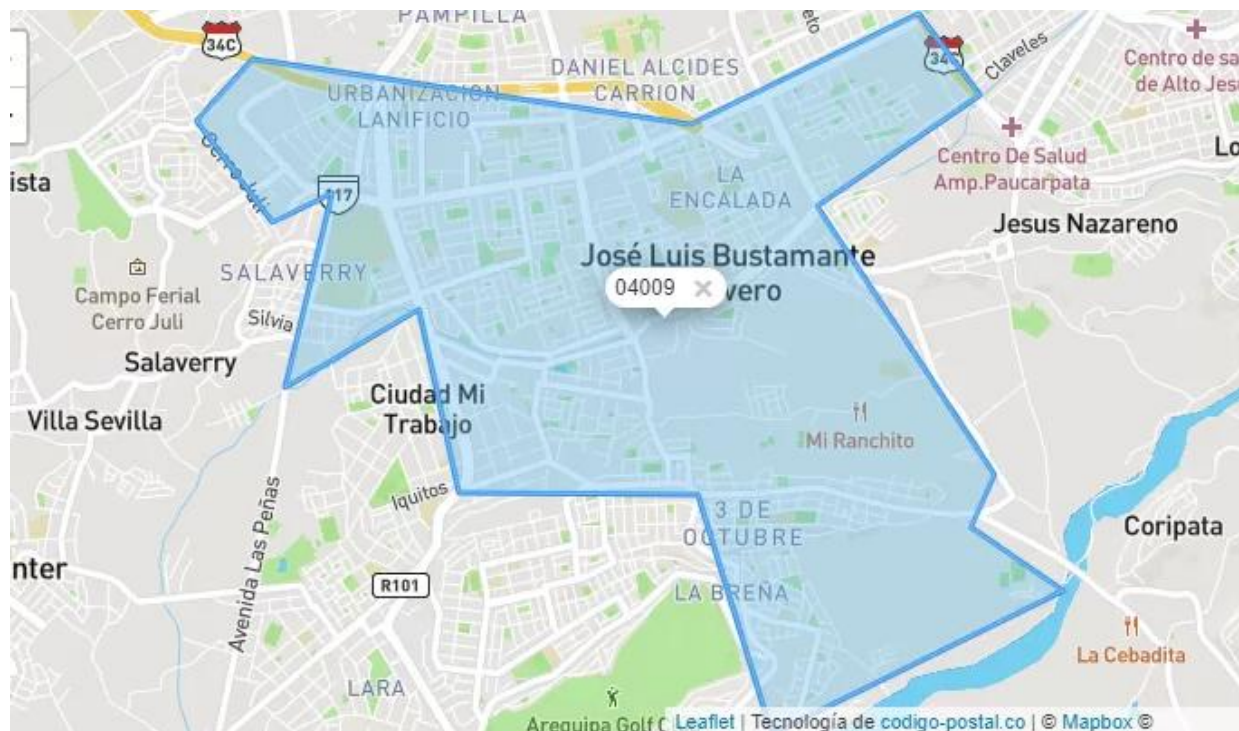 PAMPILLA
34C
DANIEL ALCIDES
CARRION
URBANIZACION
LANIFICIO
Claveles
Centro de sa
de Alto Jesu
Centro De Salud
Amp.Paucarpata
Lo
ista
Cerro Juli
117
LA
ENCALADA
Jesus Nazareno
José Luis Bustamante
vero
04009
SALAVERRY
Campo Ferial
Cerro Juli
Silvia
Salaverry
Ciudad Mi
Trabajo
Villa Sevilla
Mi Ranchito
Iquitos
3 DE
OCTUBRE
Coripata
Avenida Las Peñas
nter
R101
LA BREÑA
La Cebadita
LARA
Arequipa Golf C
Leaflet | Tecnología de codigo-postal.co | © Mapbox ©